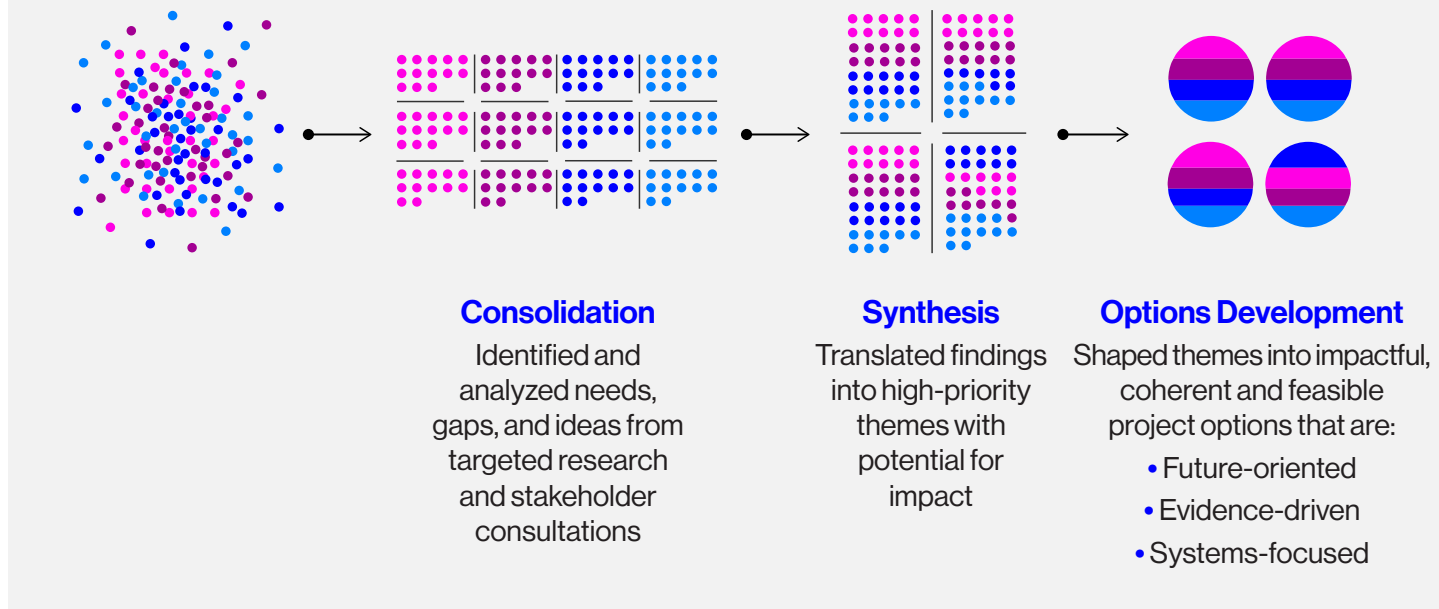 Consolidation
Identified and
analyzed needs,
gaps, and ideas from
targeted research
and stakeholder
consultations
Synthesis
Translated findings
into high-priority
themes with
potential for
impact
Options Development
Shaped themes into impactful,
coherent and feasible
project options that are:
• Future-oriented
• Evidence-driven
• Systems-focused